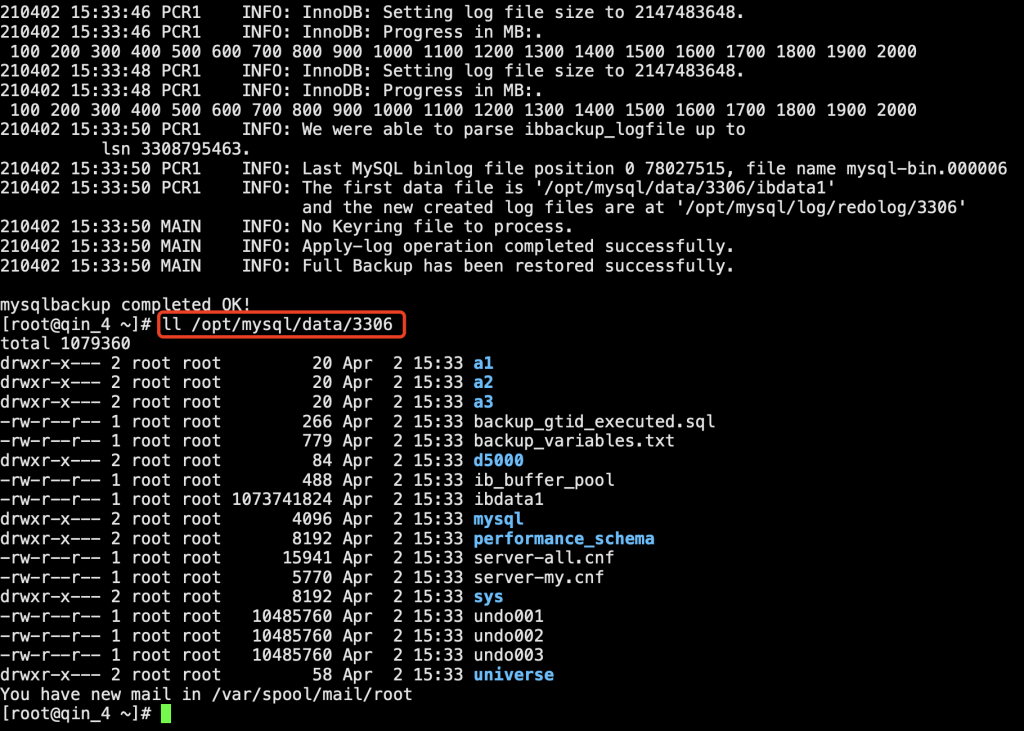 210402 15:33:46 PCR1    INFO: InnoDB: Setting log file size to 2147483648.
210402 15:33:46 PCR1    INFO: InnoDB: Progress in MB:.
 100 200 300 400 500 600 700 800 900 1000 1100 1200 1300 1400 1500 1600 1700 1800 1900 2000
210402 15:33:48 PCR1    INFO: InnoDB: Setting log file size to 2147483648.
210402 15:33:48 PCR1    INFO: InnoDB: Progress in MB:.
 100 200 300 400 500 600 700 800 900 1000 1100 1200 1300 1400 1500 1600 1700 1800 1900 2000
210402 15:33:50 PCR1    INFO: We were able to parse ibbackup_logfile up to
          lsn 3308795463.
210402 15:33:50 PCR1    INFO: Last MySQL binlog file position 0 78027515, file name mysql-bin.000006
210402 15:33:50 PCR1    INFO: The first data file is '/opt/mysql/data/3306/ibdata1'
                              and the new created log files are at '/opt/mysql/log/redolog/3306'
210402 15:33:50 MAIN    INFO: No Keyring file to process.
210402 15:33:50 MAIN    INFO: Apply-log operation completed successfully.
210402 15:33:50 MAIN    INFO: Full Backup has been restored successfully.

mysqlbackup completed OK!
[root@qin_4 ~]# ll /opt/mysql/data/3306
total 1079360
drwxr-x--- 2 root root         20 Apr  2 15:33 a1
drwxr-x--- 2 root root         20 Apr  2 15:33 a2
drwxr-x--- 2 root root         20 Apr  2 15:33 a3
-rw-r--r-- 1 root root        266 Apr  2 15:33 backup_gtid_executed.sql
-rw-r--r-- 1 root root        779 Apr  2 15:33 backup_variables.txt
drwxr-x--- 2 root root         84 Apr  2 15:33 d5000
-rw-r--r-- 1 root root        488 Apr  2 15:33 ib_buffer_pool
-rw-r--r-- 1 root root 1073741824 Apr  2 15:33 ibdata1
drwxr-x--- 2 root root       4096 Apr  2 15:33 mysql
drwxr-x--- 2 root root       8192 Apr  2 15:33 performance_schema
-rw-r--r-- 1 root root      15941 Apr  2 15:33 server-all.cnf
-rw-r--r-- 1 root root       5770 Apr  2 15:33 server-my.cnf
drwxr-x--- 2 root root       8192 Apr  2 15:33 sys
-rw-r--r-- 1 root root   10485760 Apr  2 15:33 undo001
-rw-r--r-- 1 root root   10485760 Apr  2 15:33 undo002
-rw-r--r-- 1 root root   10485760 Apr  2 15:33 undo003
drwxr-x--- 2 root root         58 Apr  2 15:33 universe
You have new mail in /var/spool/mail/root
[root@qin_4 ~]#